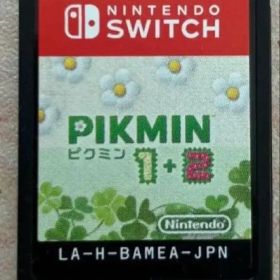 NINTENDO
SWITCH
PIKMIN
ピクミン
1+2
Nintendo
LA-H-BAMEA-JPN